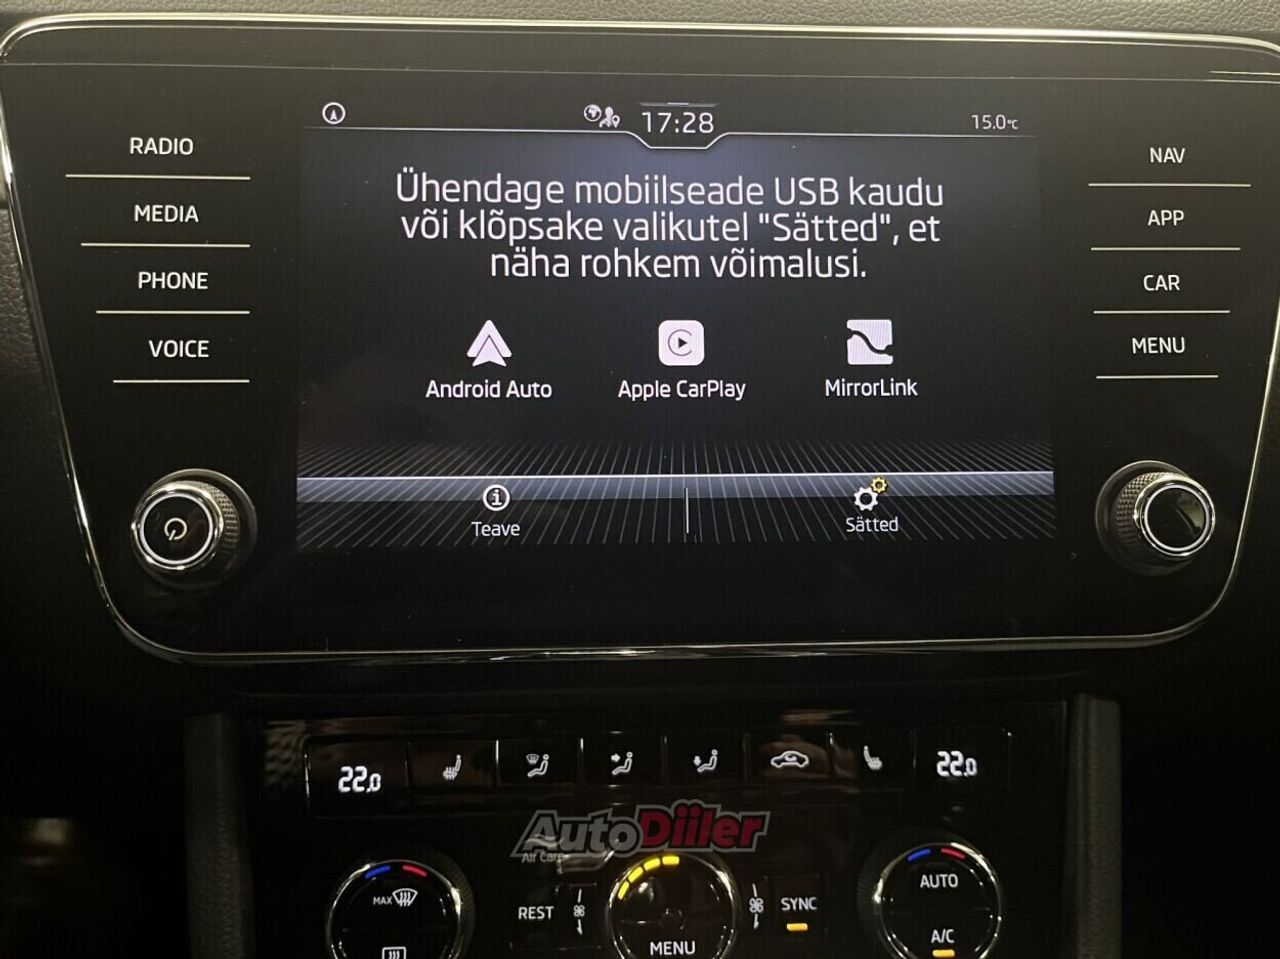 17:28
15.0°C
RADIO
MEDIA
PHONE
VOICE
Ühendage mobiilseade USB kaudu
või klõpsake valikutel "Sätted", et
näha rohkem võimalusi.
Android Auto
Apple CarPlay
MirrorLink
Teave
Sätted
NAV
APP
CAR
MENU
22.0
22.0
AutoDiiler
Air Care
MAX
REST
MENU
SYNC
AUTO
A/C